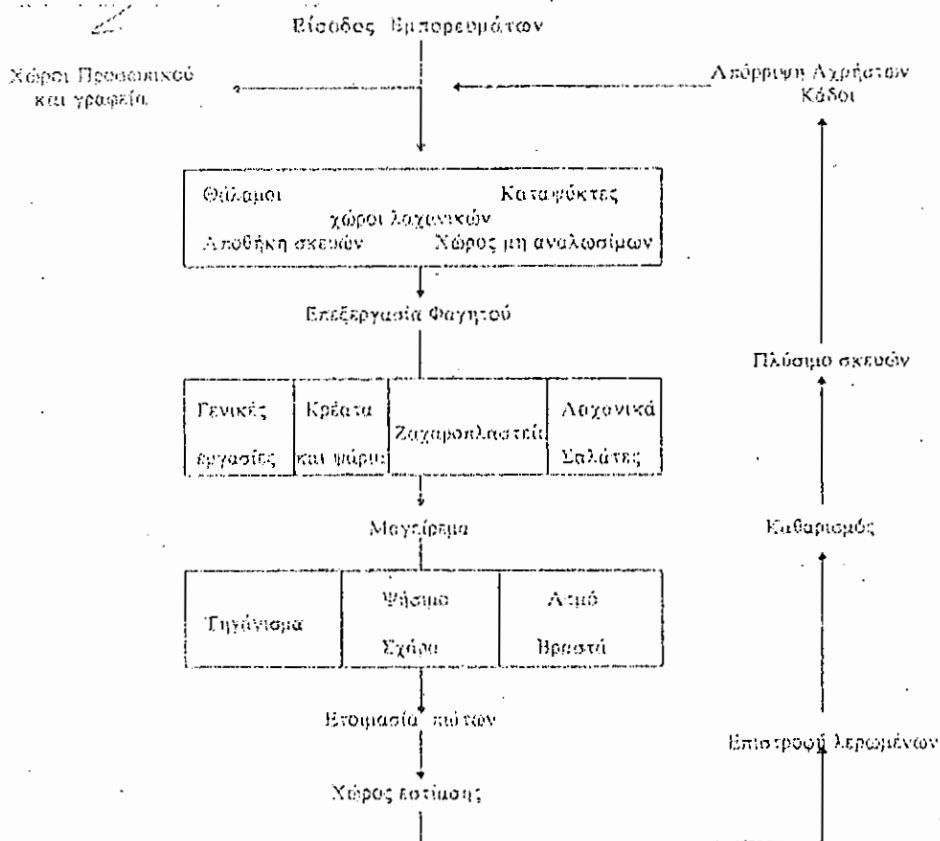 Είσοδος Εμπορευμάτων
Χώροι Προσωπικού
και γραφεία
Απόρριψη Αχρήστων
Κάδοι
Θάλαμοι Καταψύκτες
χώροι λαχανικών
Αποθήκη σκευών Χώρος μη αναλωσίμων
Επεξεργασία Φαγητού
Πλύσιμο σκευών
Γενικές
εργασίες
Κρέατα
και ψάρια
Ζαχαροπλαστεί
Λαχανικά
Σαλάτες
Μαγείρεμα
Καθαρισμός
Τηγάνισμα
Ψήσιμο
Σχάρα
Ατμό
Βραστά
Ετοιμασία πιάτων
Επιστροφή λερωμένων
Χώρος εστίασης